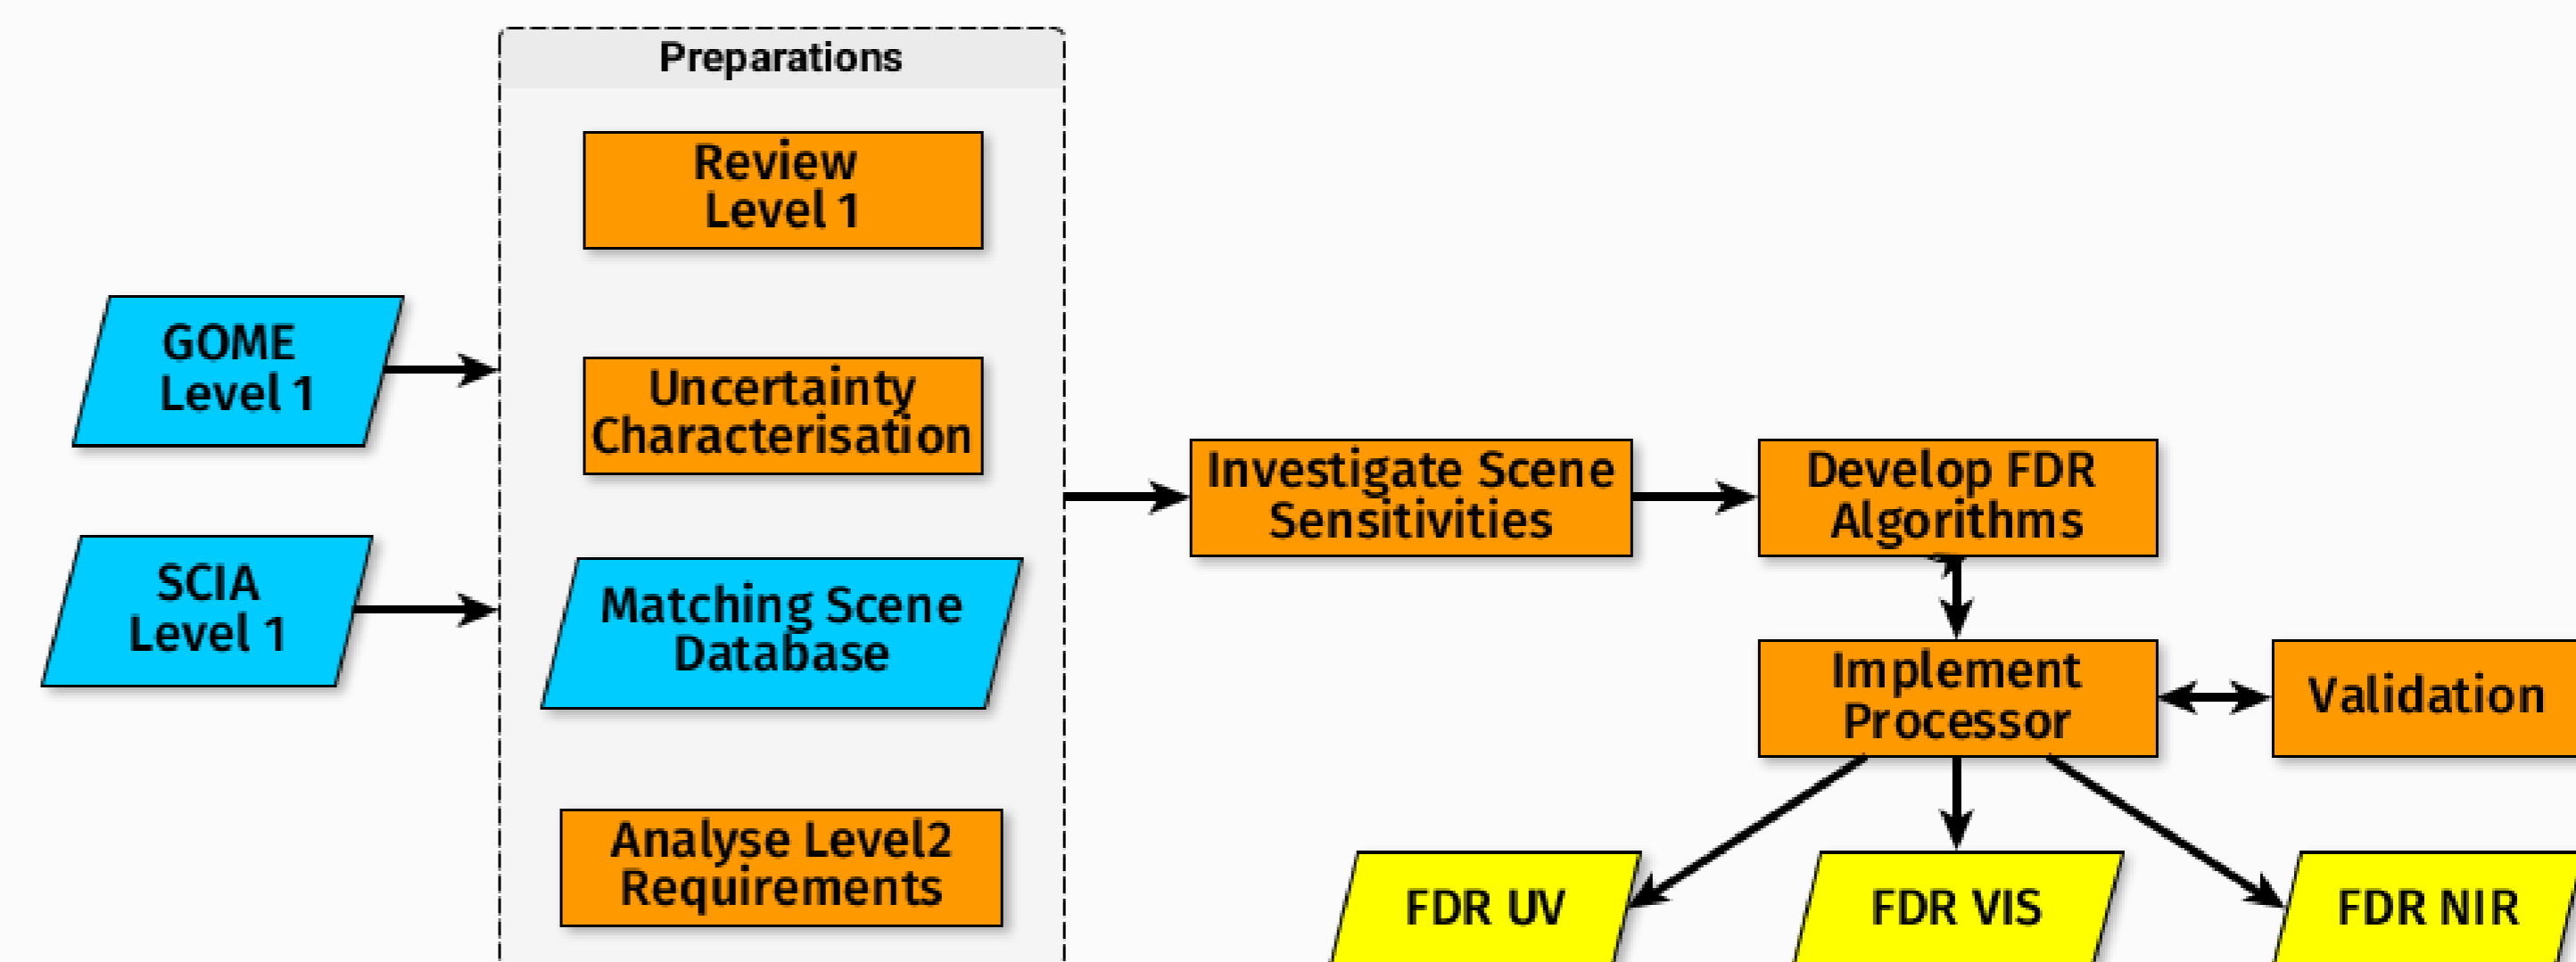 Preparations
Review
Level 1
GOME
Level 1
Uncertainty
Characterisation
SCIA
Level 1
Matching Scene
Database
Analyse Level2
Requirements
Investigate Scene
Sensitivities
Develop FDR
Algorithms
Implement
Processor
Validation
FDR UV
FDR VIS
FDR NIR